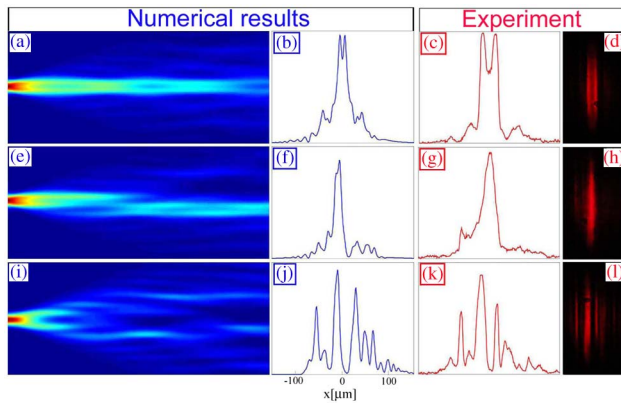 Numerical results Experiment
(a) (b) (c) (d)
(e) (f) (g) (h)
(i) (j) (k) (l)
-100 0 100
x[μm]